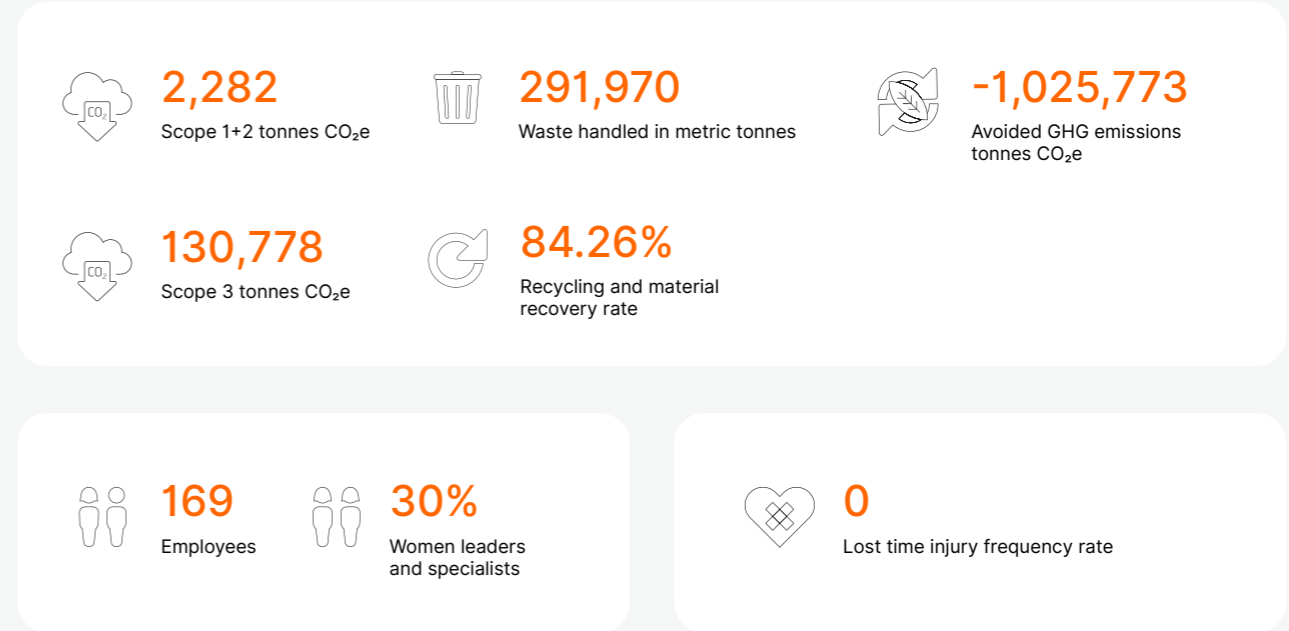 CO₂
2,282
Scope 1+2 tonnes CO₂e
291,970
Waste handled in metric tonnes
-1,025,773
Avoided GHG emissions
tonnes CO₂e
CO₂
130,778
Scope 3 tonnes CO₂e
84.26%
Recycling and material
recovery rate
169
Employees
30%
Women leaders
and specialists
0
Lost time injury frequency rate